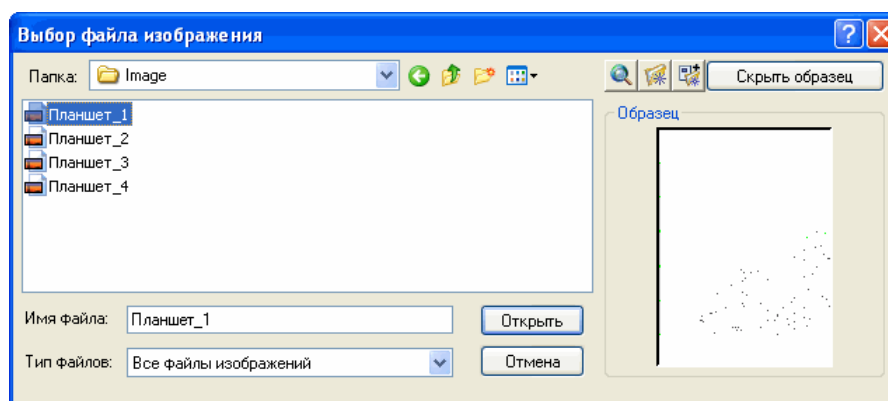 Выбор файла изображения
Папка: Image
Скрыть образец
Планшет_1
Планшет_2
Планшет_3
Планшет_4
Образец
Имя файла: Планшет_1 Открыть
Тип файлов: Все файлы изображений Отмена